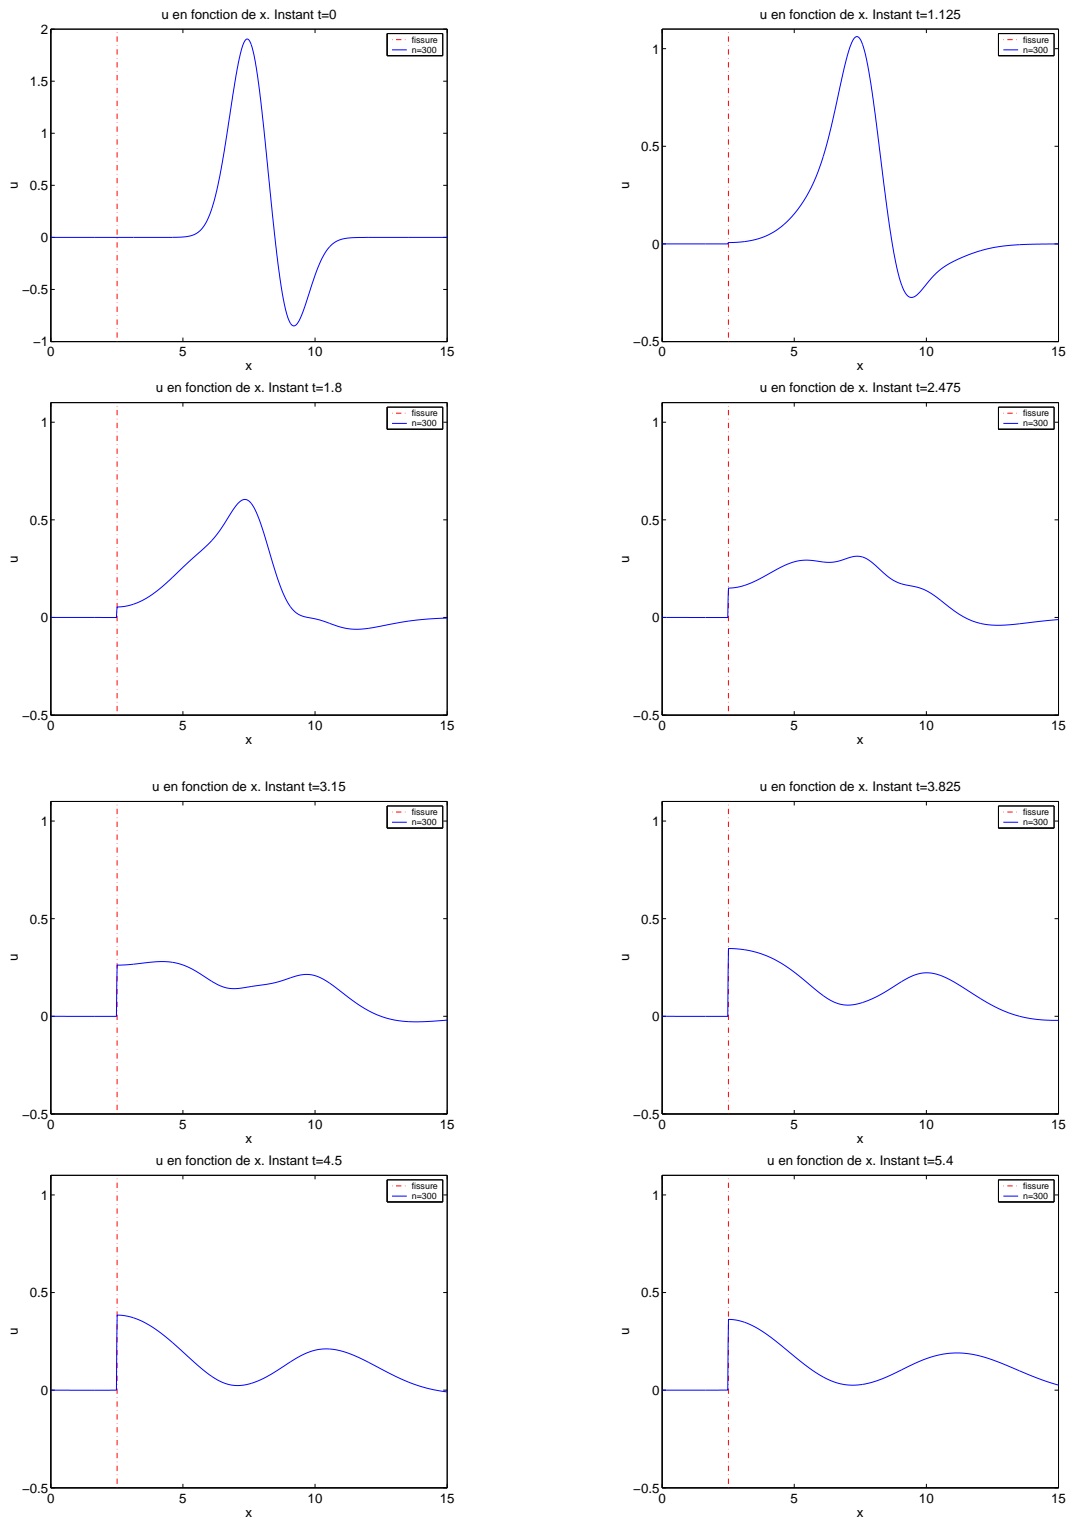 u en fonction de x. Instant t=0
2
1.5
1
0.5
0
−0.5
−1
0
5
10
15
u
x
fissure
n=300
u en fonction de x. Instant t=1.125
1
0.5
0
−0.5
0
5
10
15
u
x
fissure
n=300
u en fonction de x. Instant t=1.8
1
0.5
0
−0.5
0
5
10
15
u
x
fissure
n=300
u en fonction de x. Instant t=2.475
1
0.5
0
−0.5
0
5
10
15
u
x
fissure
n=300
u en fonction de x. Instant t=3.15
1
0.5
0
−0.5
0
5
10
15
u
x
fissure
n=300
u en fonction de x. Instant t=3.825
1
0.5
0
−0.5
0
5
10
15
u
x
fissure
n=300
u en fonction de x. Instant t=4.5
1
0.5
0
−0.5
0
5
10
15
u
x
fissure
n=300
u en fonction de x. Instant t=5.4
1
0.5
0
−0.5
0
5
10
15
u
x
fissure
n=300